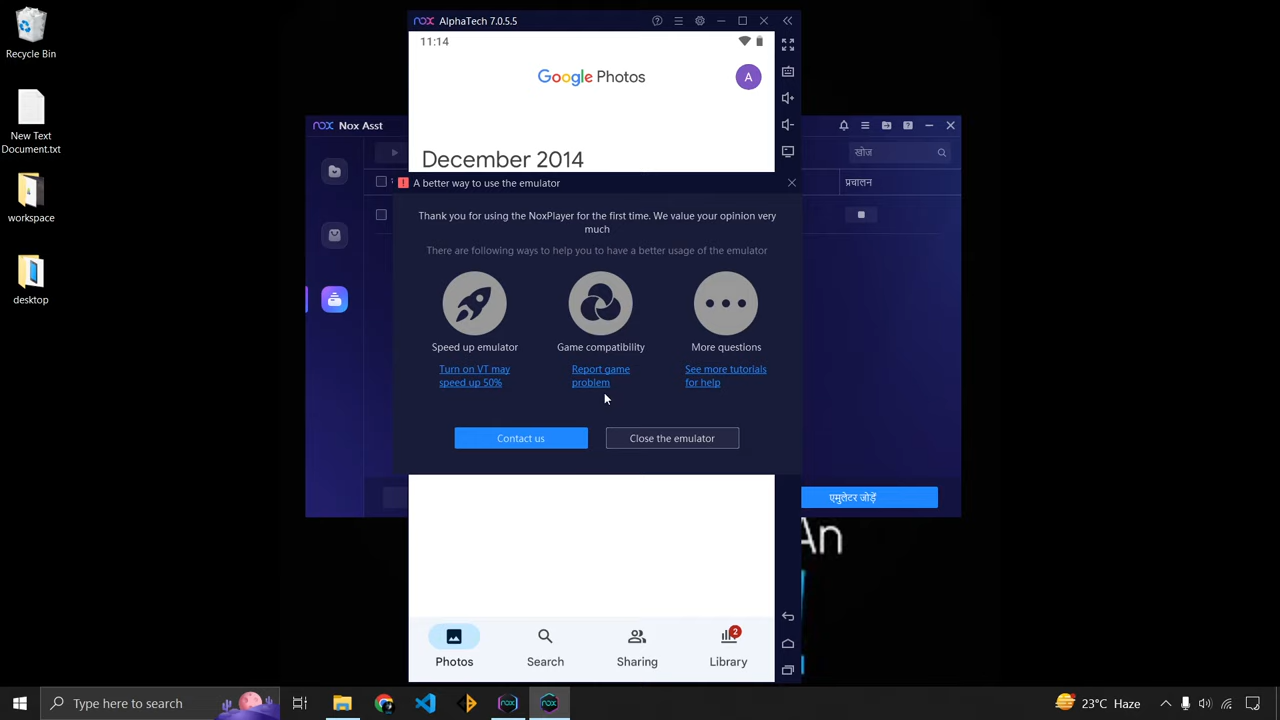 Recycle Bin
New Text
Document.txt
workspace
desktop
nox AlphaTech 7.0.5.5
11:14
Google Photos
A
December 2014
nox Nox Asst
खोज
प्रचालन
A better way to use the emulator
Thank you for using the NoxPlayer for the first time. We value your opinion very
much
There are following ways to help you to have a better usage of the emulator
Speed up emulator
Game compatibility
More questions
Turn on VT may
speed up 50%
Report game
problem
See more tutorials
for help
Contact us
Close the emulator
एमुलेटर जोड़ें
An
Photos
Search
Sharing
2
Library
Type here to search
nox
nox
23°C Haze